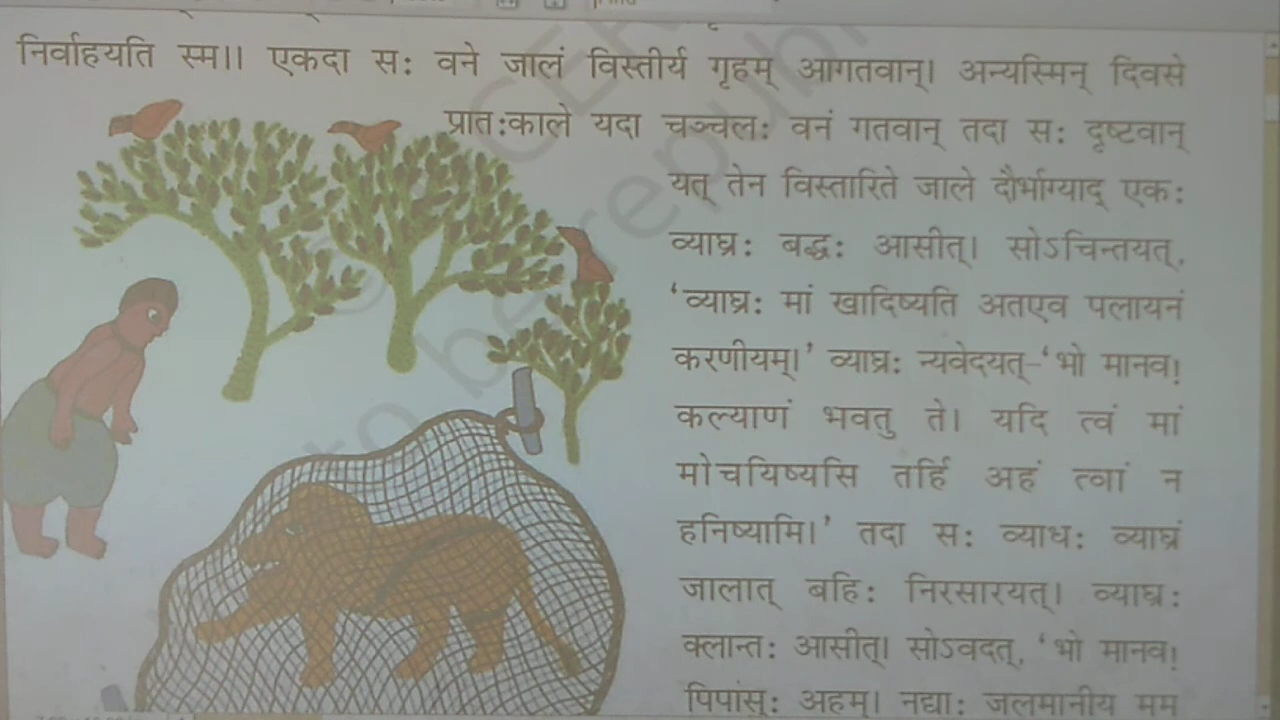 निर्वाहयति स्म।। एकदा सः वने जालं विस्तीर्य गृहम् आगतवान्। अन्यस्मिन् दिवसे
प्रातःकाले यदा चञ्चलः वनं गतवान् तदा सः दृष्टवान्
यत् तेन विस्तारिते जाले दौर्भाग्याद् एकः
व्याघ्रः बद्धः आसीत्। सोऽचिन्तयत्,
‘व्याघ्रः मां खादिष्यति अतएव पलायनं
करणीयम्।’ व्याघ्रः न्यवेदयत्-‘भो मानव!
कल्याणं भवतु ते। यदि त्वं मां
मोचयिष्यसि तर्हि अहं त्वां न
हनिष्यामि।’ तदा सः व्याधः व्याघ्रं
जालात् बहिः निरसारयत्। व्याघ्रः
क्लान्तः आसीत्। सोऽवदत्, ‘भो मानव!
पिपांसुः अहम्। नद्याः जलमानीय मम